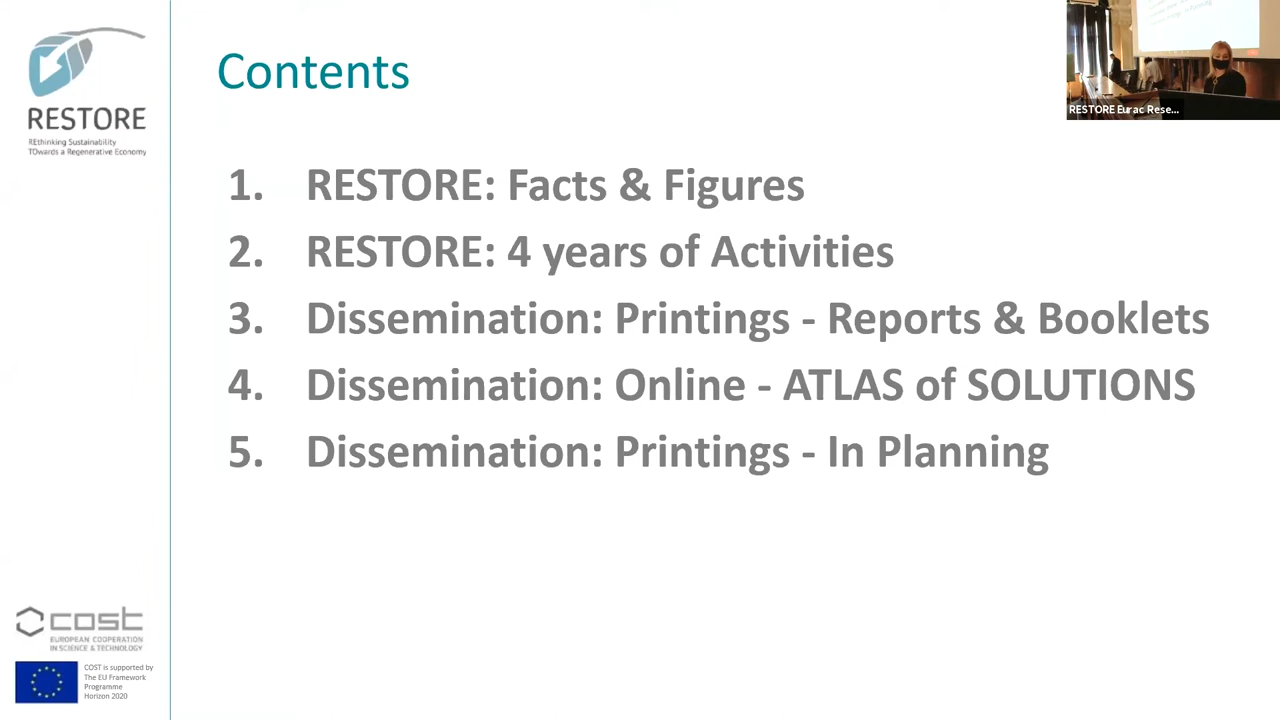 Contents
RESTORE
REthinking Sustainability
TOwards a Regenerative Economy
RESTORE Eurac Rese...
1. RESTORE: Facts & Figures
2. RESTORE: 4 years of Activities
3. Dissemination: Printings - Reports & Booklets
4. Dissemination: Online - ATLAS of SOLUTIONS
5. Dissemination: Printings - In Planning
cost
EUROPEAN COOPERATION
IN SCIENCE & TECHNOLOGY
COST is supported by
The EU Framework
Programme
Horizon 2020